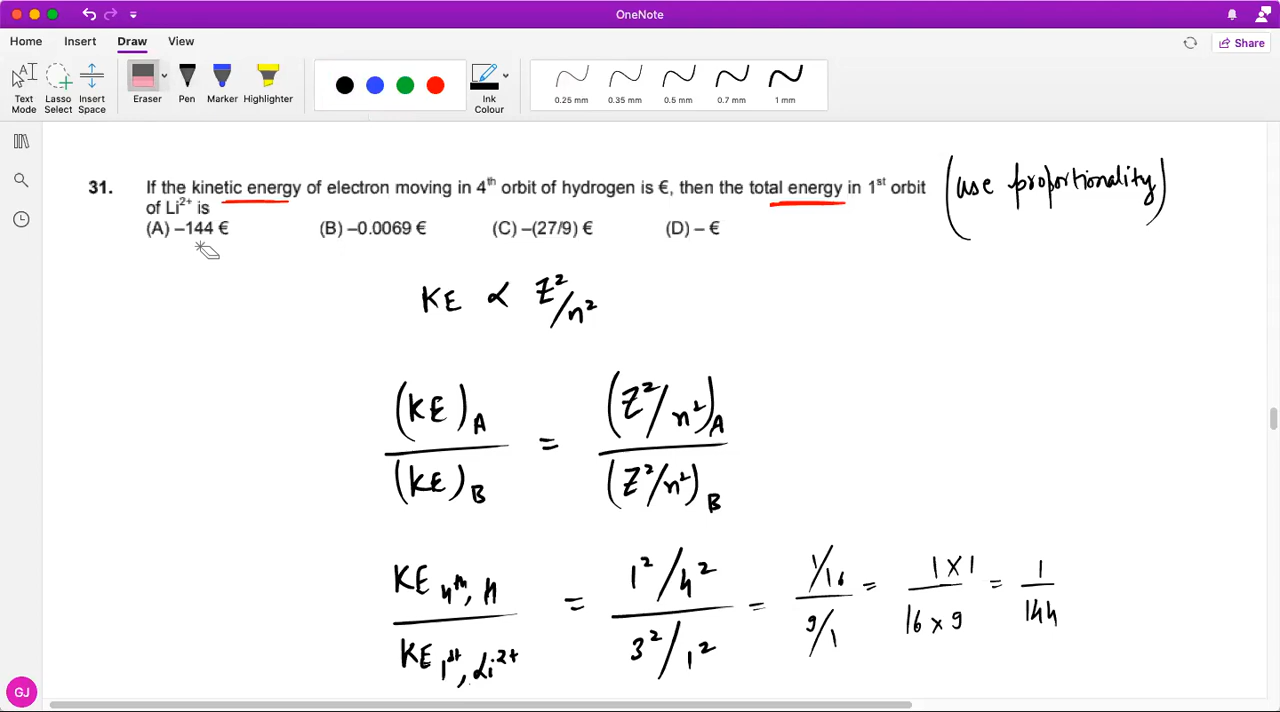 OneNote
Home Insert Draw View
Share
Text Mode
Lasso Select
Insert Space
Eraser
Pen
Marker
Highlighter
Ink Colour
0.25 mm 0.35 mm 0.5 mm 0.7 mm 1 mm
31. If the kinetic energy of electron moving in 4th orbit of hydrogen is €, then the total energy in 1st orbit
of Li2+ is
(A) –144 € (B) –0.0069 € (C) –(27/9) € (D) – €
(use proportionality)
KE ∝ Z²/n²
(KE)A / (KE)B = (Z²/n²)A / (Z²/n²)B
KE 4th, H / KE 1st, Li2+ = 1²/4² / 3²/1² = 1/16 / 9/1 = 1×1 / 16×9 = 1/144
GJ